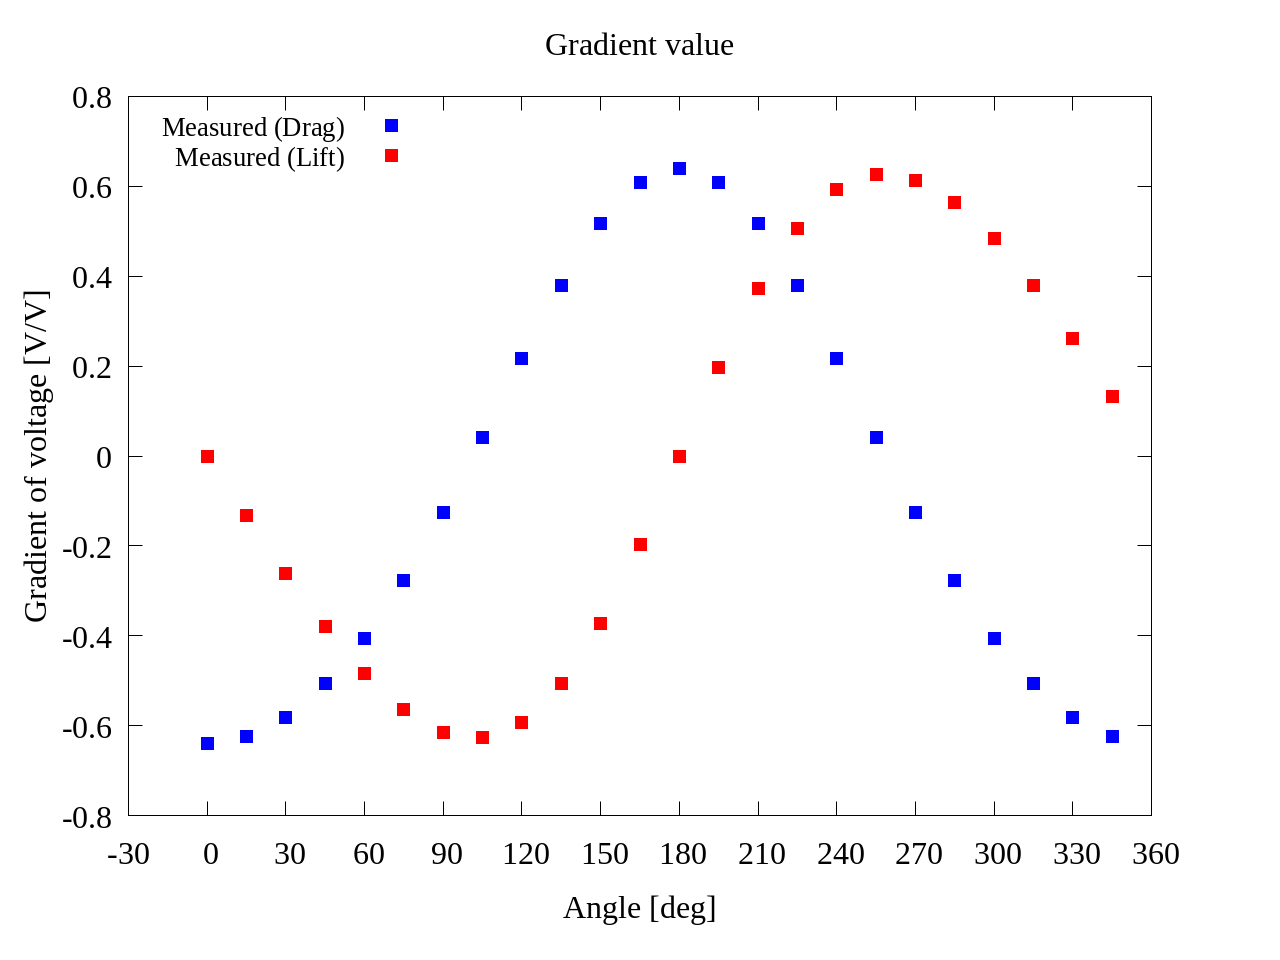 Gradient value
Measured (Drag)
Measured (Lift)
0.8
0.6
0.4
0.2
0
-0.2
-0.4
-0.6
-0.8
Gradient of voltage [V/V]
-30 0 30 60 90 120 150 180 210 240 270 300 330 360
Angle [deg]